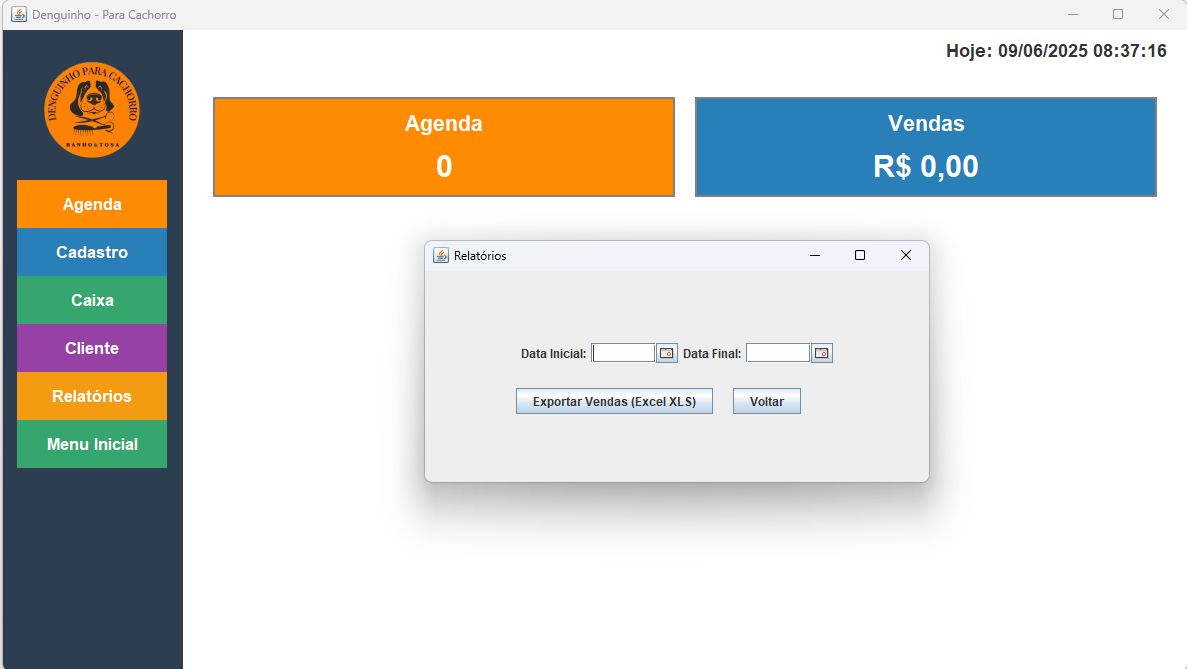 Denguinho - Para Cachorro
Hoje: 09/06/2025 08:37:16
DENGUINHO PARA CACHORRO
BANHO & TOSA
Agenda
0
Vendas
R$ 0,00
Agenda
Cadastro
Caixa
Cliente
Relatórios
Menu Inicial
Relatórios
Data Inicial: Data Final:
Exportar Vendas (Excel XLS) Voltar